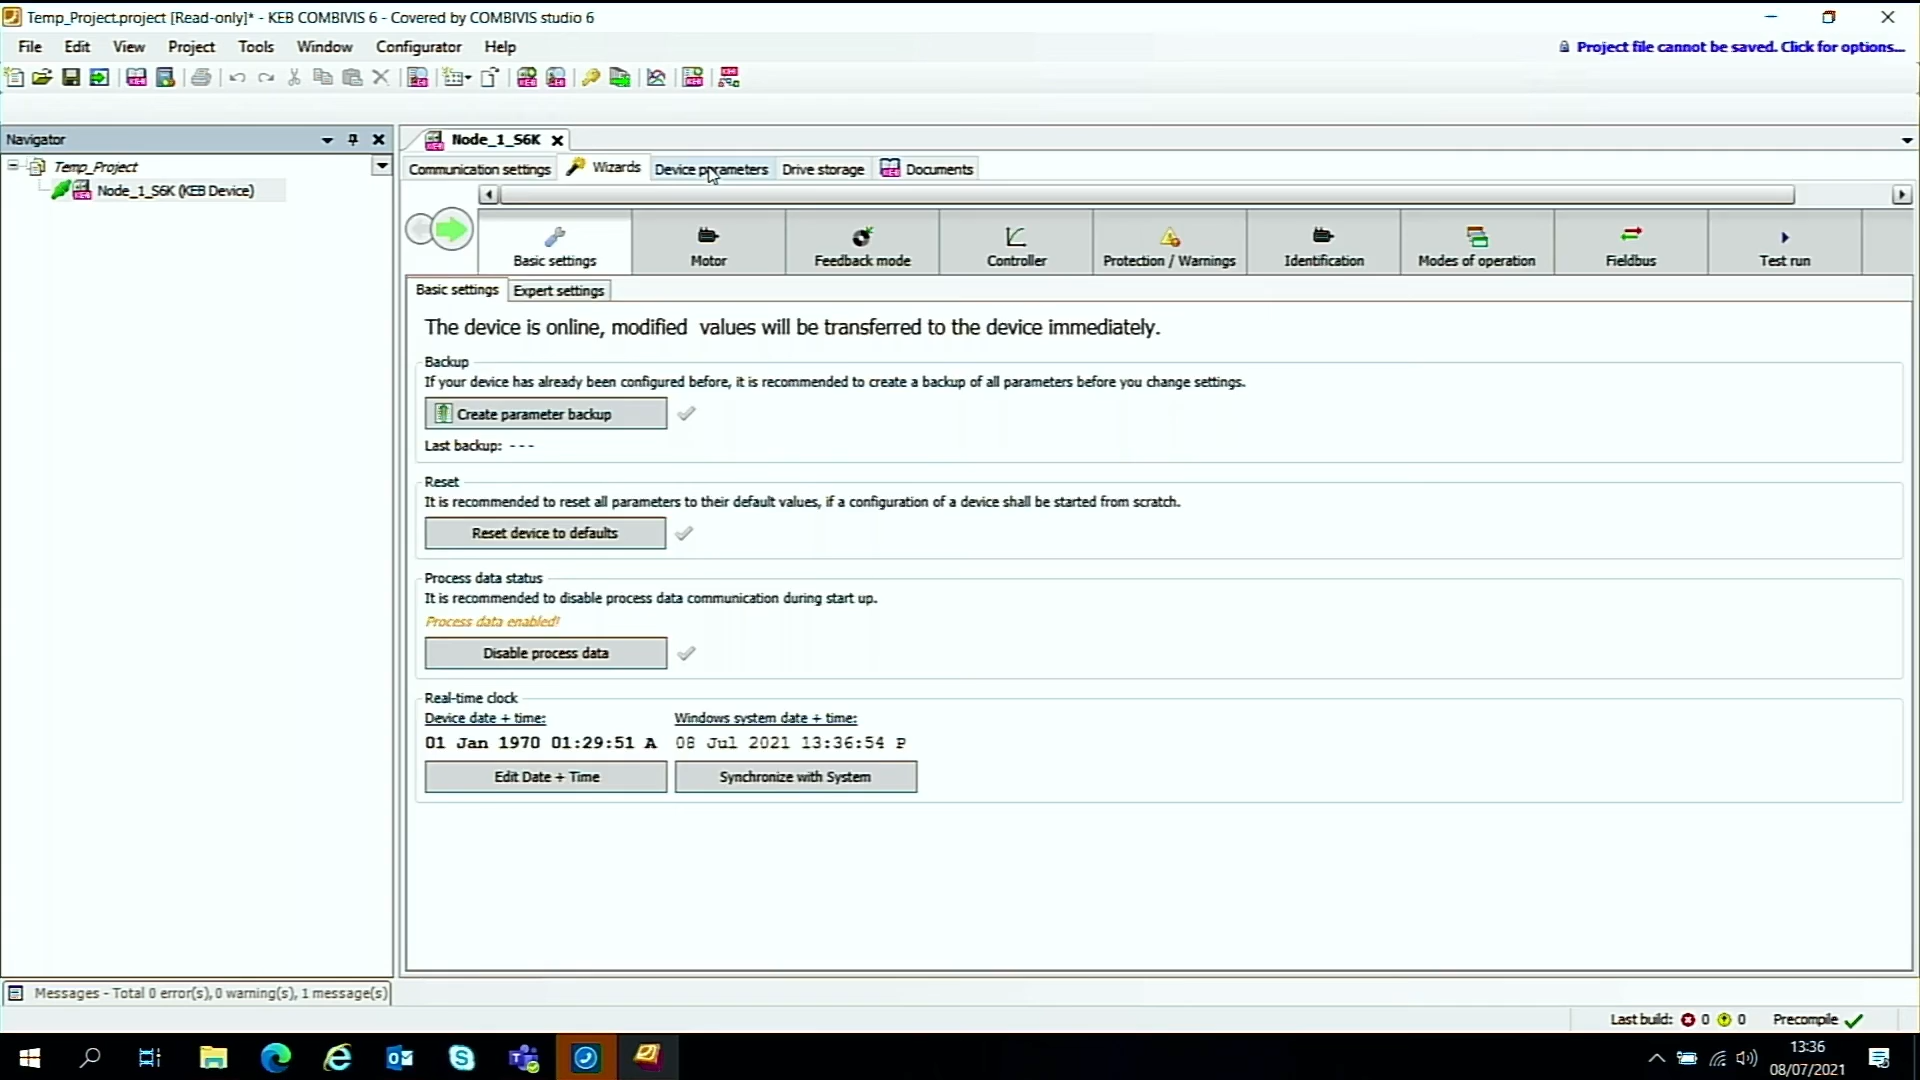 Temp_Project.project [Read-only]* - KEB COMBIVIS 6 - Covered by COMBIVIS studio 6
File Edit View Project Tools Window Configurator Help
Project file cannot be saved. Click for options...
Navigator
Temp_Project
Node_1_S6K (KEB Device)
Node_1_S6K
Communication settings Wizards Device parameters Drive storage Documents
Basic settings Motor Feedback mode Controller Protection / Warnings Identification Modes of operation Fieldbus Test run
Basic settings Expert settings
The device is online, modified values will be transferred to the device immediately.
Backup
If your device has already been configured before, it is recommended to create a backup of all parameters before you change settings.
Create parameter backup
Last backup: ---
Reset
It is recommended to reset all parameters to their default values, if a configuration of a device shall be started from scratch.
Reset device to defaults
Process data status
It is recommended to disable process data communication during start up.
Process data enabled!
Disable process data
Real-time clock
Device date + time: Windows system date + time:
01 Jan 1970 01:29:51 A 08 Jul 2021 13:36:54 P
Edit Date + Time Synchronize with System
Messages - Total 0 error(s), 0 warning(s), 1 message(s)
Last build: 0 0 Precompile
13:36
08/07/2021